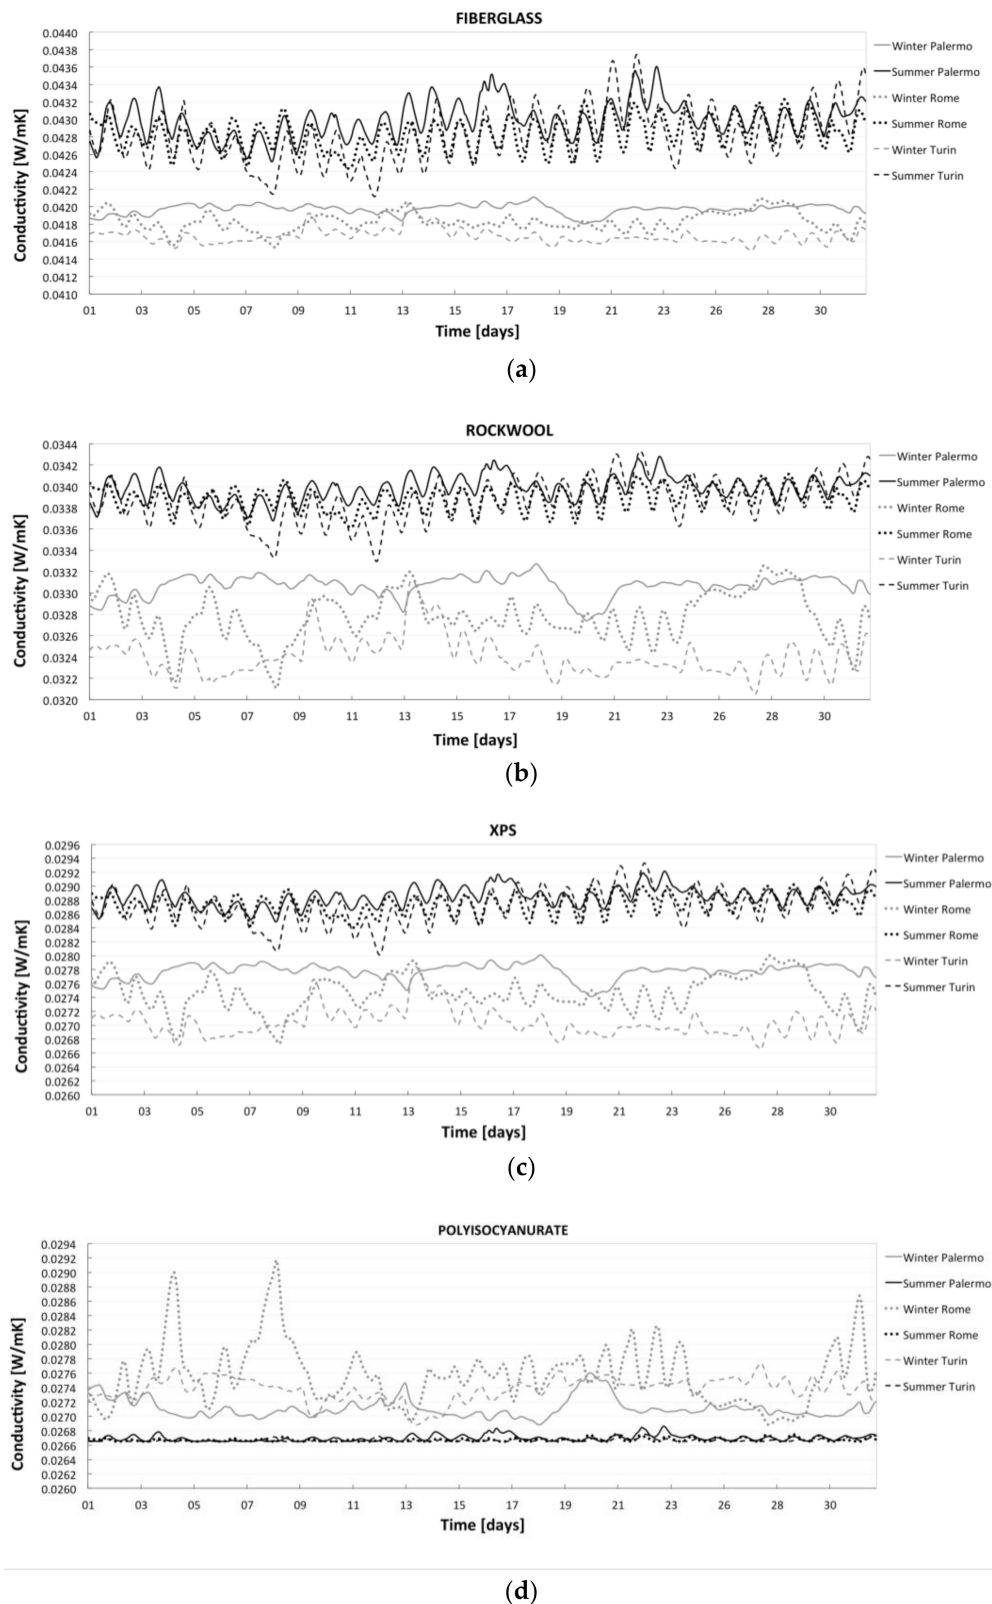 FIBERGLASS
0.0440
0.0438
0.0436
0.0434
0.0432
0.0430
0.0428
0.0426
0.0424
0.0422
0.0420
0.0418
0.0416
0.0414
0.0412
0.0410
Conductivity [W/mK]
01 03 05 07 09 11 13 15 17 19 21 23 26 28 30
Time [days]
Winter Palermo
Summer Palermo
Winter Rome
Summer Rome
Winter Turin
Summer Turin
(a)
ROCKWOOL
0.0344
0.0342
0.0340
0.0338
0.0336
0.0334
0.0332
0.0330
0.0328
0.0326
0.0324
0.0322
0.0320
Conductivity [W/mK]
01 03 05 07 09 11 13 15 17 19 21 23 26 28 30
Time [days]
Winter Palermo
Summer Palermo
Winter Rome
Summer Rome
Winter Turin
Summer Turin
(b)
XPS
0.0296
0.0294
0.0292
0.0290
0.0288
0.0286
0.0284
0.0282
0.0280
0.0278
0.0276
0.0274
0.0272
0.0270
0.0268
0.0266
0.0264
0.0262
0.0260
Conductivity [W/mK]
01 03 05 07 09 11 13 15 17 19 21 23 26 28 30
Time [days]
Winter Palermo
Summer Palermo
Winter Rome
Summer Rome
Winter Turin
Summer Turin
(c)
POLYISOCYANURATE
0.0294
0.0292
0.0290
0.0288
0.0286
0.0284
0.0282
0.0280
0.0278
0.0276
0.0274
0.0272
0.0270
0.0268
0.0266
0.0264
0.0262
0.0260
Conductivity [W/mK]
01 03 05 07 09 11 13 15 17 19 21 23 26 28 30
Time [days]
Winter Palermo
Summer Palermo
Winter Rome
Summer Rome
Winter Turin
Summer Turin
(d)